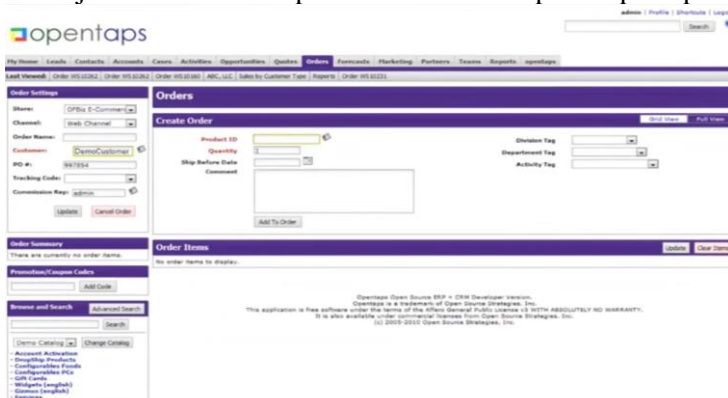 admin | Profile | Shortcuts | Logout
opentaps
Search
My Home Leads Contacts Accounts Cases Activities Opportunities Quotes Orders Forecasts Marketing Partners Teams Reports opentaps
Last Viewed: Order WS10262 Order WS10262 Order WS10160 ABC, LLC Sales by Customer Type Reports Order WS10231
Order Settings
Store: OFBiz E-Commerc
Channel: Web Channel
Order Name:
Customer: DemoCustomer
PO #: 997854
Tracking Code:
Commission Rep: admin
Update Cancel Order
Order Summary
There are currently no order items.
Promotion/Coupon Codes
Add Code
Browse and Search Advanced Search
Search
Demo Catalog Change Catalog
- Account Activation
- DropShip Products
- Configurables Foods
- Configurables PCs
- Gift Cards
- Widgets [english]
- Gizmos [english]
- Services
Orders
Create Order Grid View Full View
Product ID
Quantity 1
Ship Before Date
Comment
Division Tag
Department Tag
Activity Tag
Add To Order
Order Items Update Clear Items
No order items to display.
Opentaps Open Source ERP + CRM Developer Version.
Opentaps is a trademark of Open Source Strategies, Inc.
This application is free software under the terms of the Affero General Public License v3 WITH ABSOLUTELY NO WARRANTY.
It is also available under commercial licenses from Open Source Strategies, Inc.
(c) 2005-2010 Open Source Strategies, Inc.